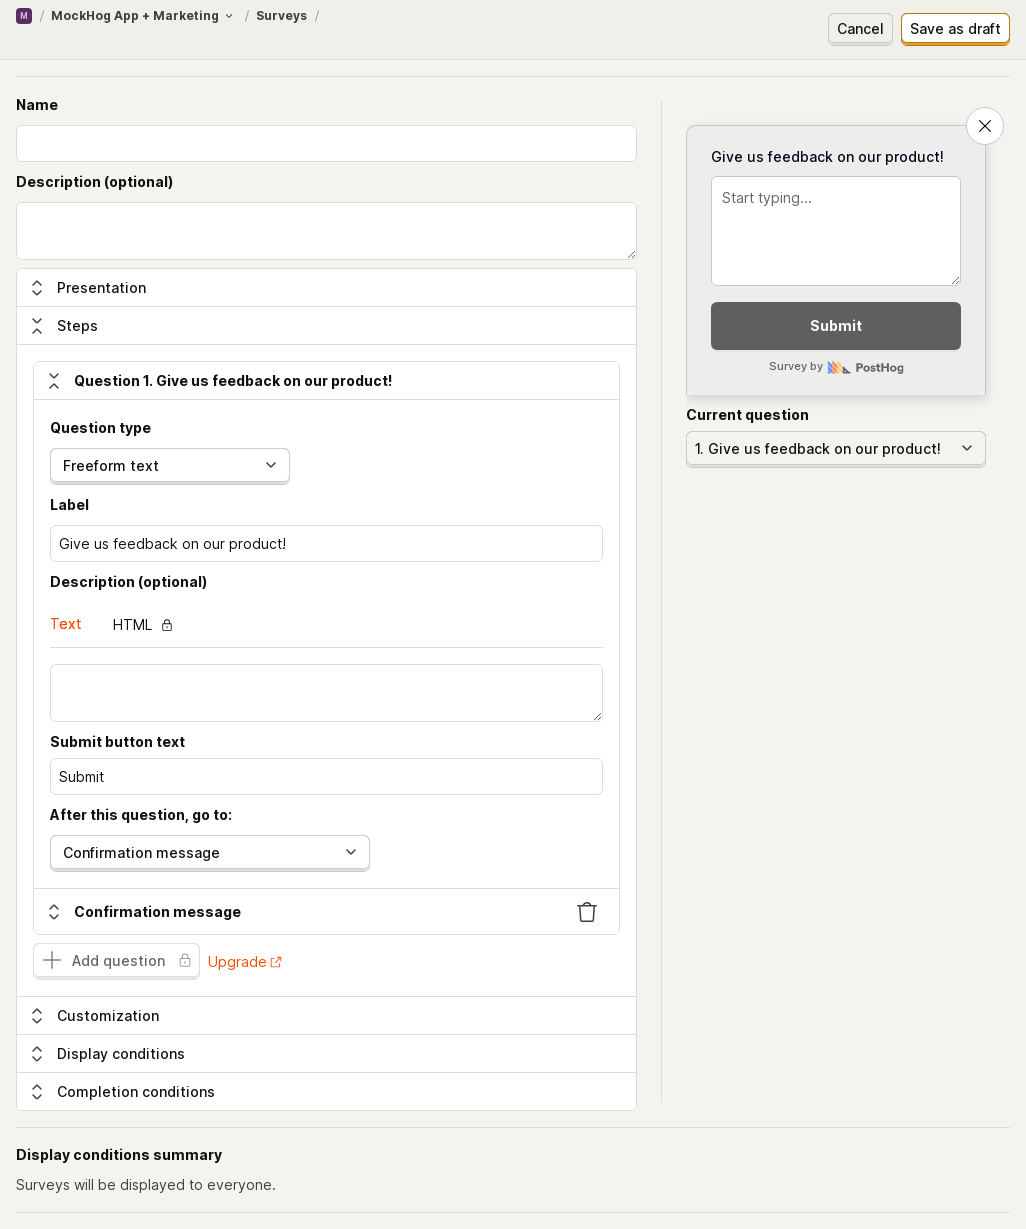 M / MockHog App + Marketing / Surveys /
Cancel
Save as draft
Name
Description (optional)
Presentation
Steps
Question 1. Give us feedback on our product!
Question type
Freeform text
Label
Give us feedback on our product!
Description (optional)
Text
HTML
Submit button text
Submit
After this question, go to:
Confirmation message
Confirmation message
Add question
Upgrade
Customization
Display conditions
Completion conditions
Give us feedback on our product!
Start typing...
Submit
Survey by PostHog
Current question
1. Give us feedback on our product!
Display conditions summary
Surveys will be displayed to everyone.